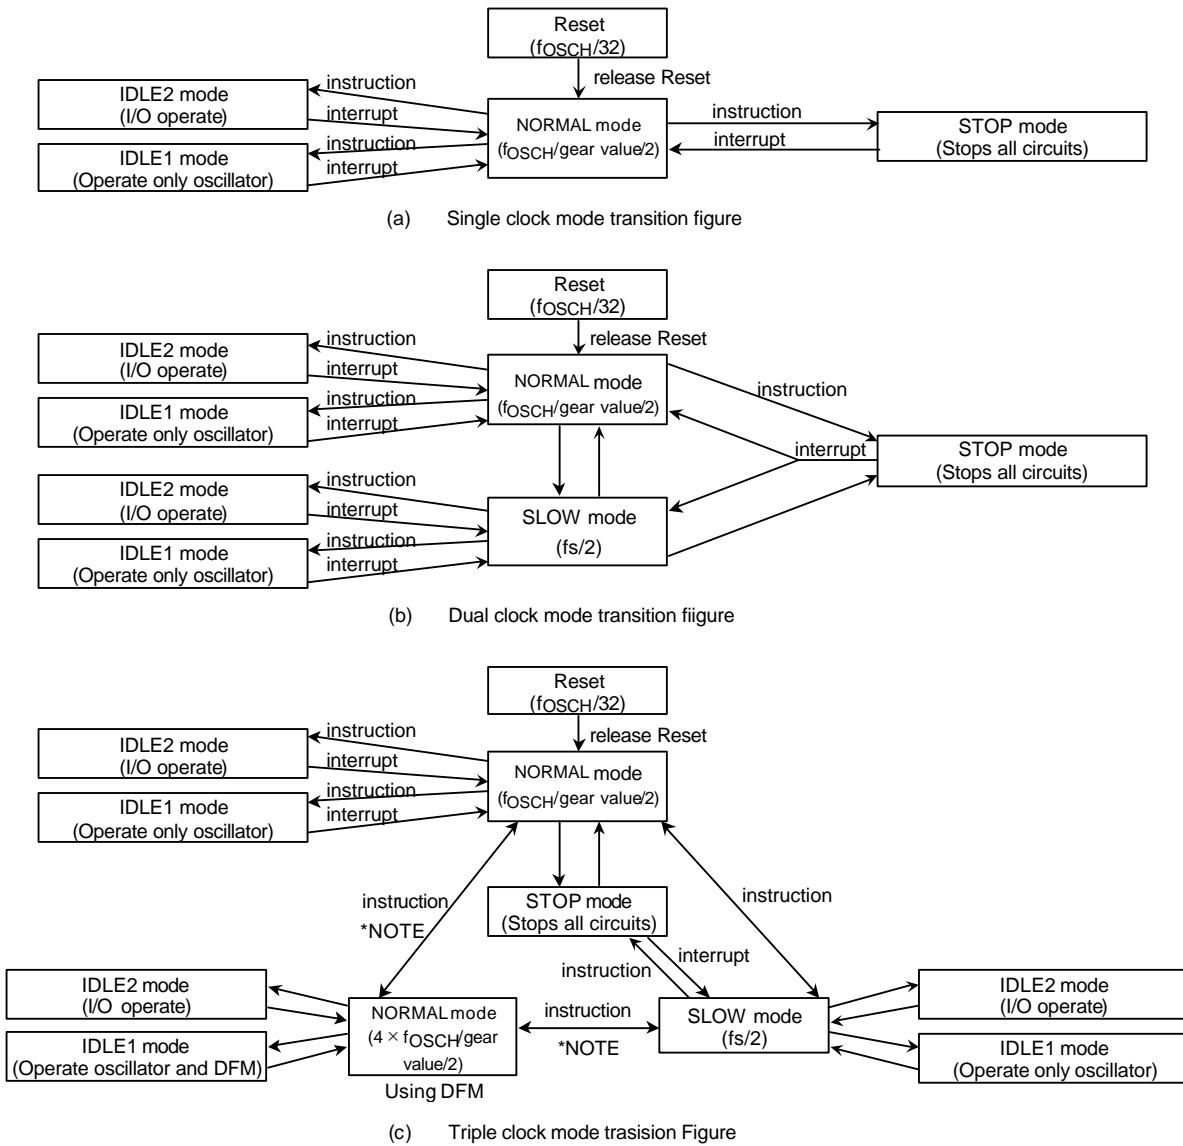 Reset
(fOSCH/32)
release Reset
IDLE2 mode
(I/O operate)
instruction
interrupt
IDLE1 mode
(Operate only oscillator)
instruction
interrupt
NORMAL mode
(fOSCH/gear value/2)
instruction
interrupt
STOP mode
(Stops all circuits)
(a) Single clock mode transition figure
Reset
(fOSCH/32)
release Reset
IDLE2 mode
(I/O operate)
instruction
interrupt
IDLE1 mode
(Operate only oscillator)
instruction
interrupt
NORMAL mode
(fOSCH/gear value/2)
instruction
interrupt
STOP mode
(Stops all circuits)
IDLE2 mode
(I/O operate)
instruction
interrupt
IDLE1 mode
(Operate only oscillator)
instruction
interrupt
SLOW mode
(fs/2)
(b) Dual clock mode transition fiigure
Reset
(fOSCH/32)
release Reset
IDLE2 mode
(I/O operate)
instruction
interrupt
IDLE1 mode
(Operate only oscillator)
instruction
interrupt
NORMAL mode
(fOSCH/gear value/2)
instruction
*NOTE
STOP mode
(Stops all circuits)
instruction
interrupt
instruction
IDLE2 mode
(I/O operate)
IDLE1 mode
(Operate oscillator and DFM)
NORMAL mode
(4 × fOSCH/gear
value/2)
Using DFM
instruction
*NOTE
SLOW mode
(fs/2)
IDLE2 mode
(I/O operate)
IDLE1 mode
(Operate only oscillator)
(c) Triple clock mode trasision Figure